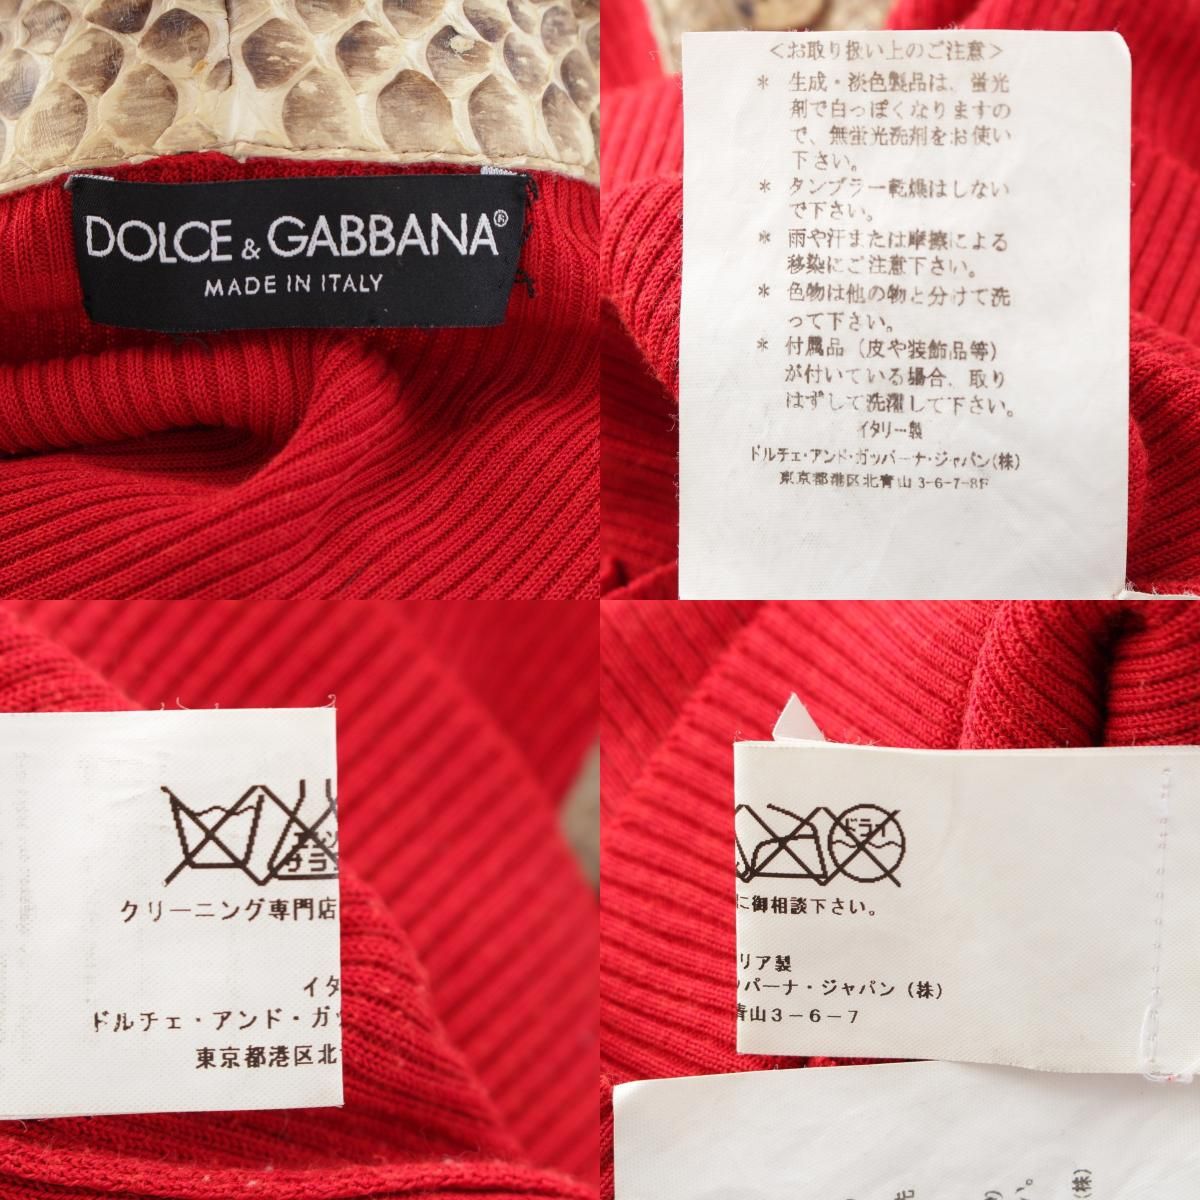 DOLCE & GABBANA®
MADE IN ITALY
＜お取り扱い上のご注意＞
* 生成・淡色製品は、蛍光
剤で白っぽくなりますの
で、無蛍光洗剤をお使い
下さい。
* タンブラー乾燥はしない
で下さい。
* 雨や汗または摩擦による
移染にご注意下さい。
* 色物は他の物と分けて洗
って下さい。
* 付属品（皮や装飾品等）
が付いている場合、取り
はずして洗濯して下さい。
イタリー製
ドルチェ・アンド・ガッバーナ・ジャパン(株)
東京都港区北青山 3-6-7-8F
クリーニング専門店
イタ
ドルチェ・アンド・ガッ
東京都港区北
ドライ
に御相談下さい。
リア製
ッバーナ・ジャパン（株）
青山３−６−７
(株)